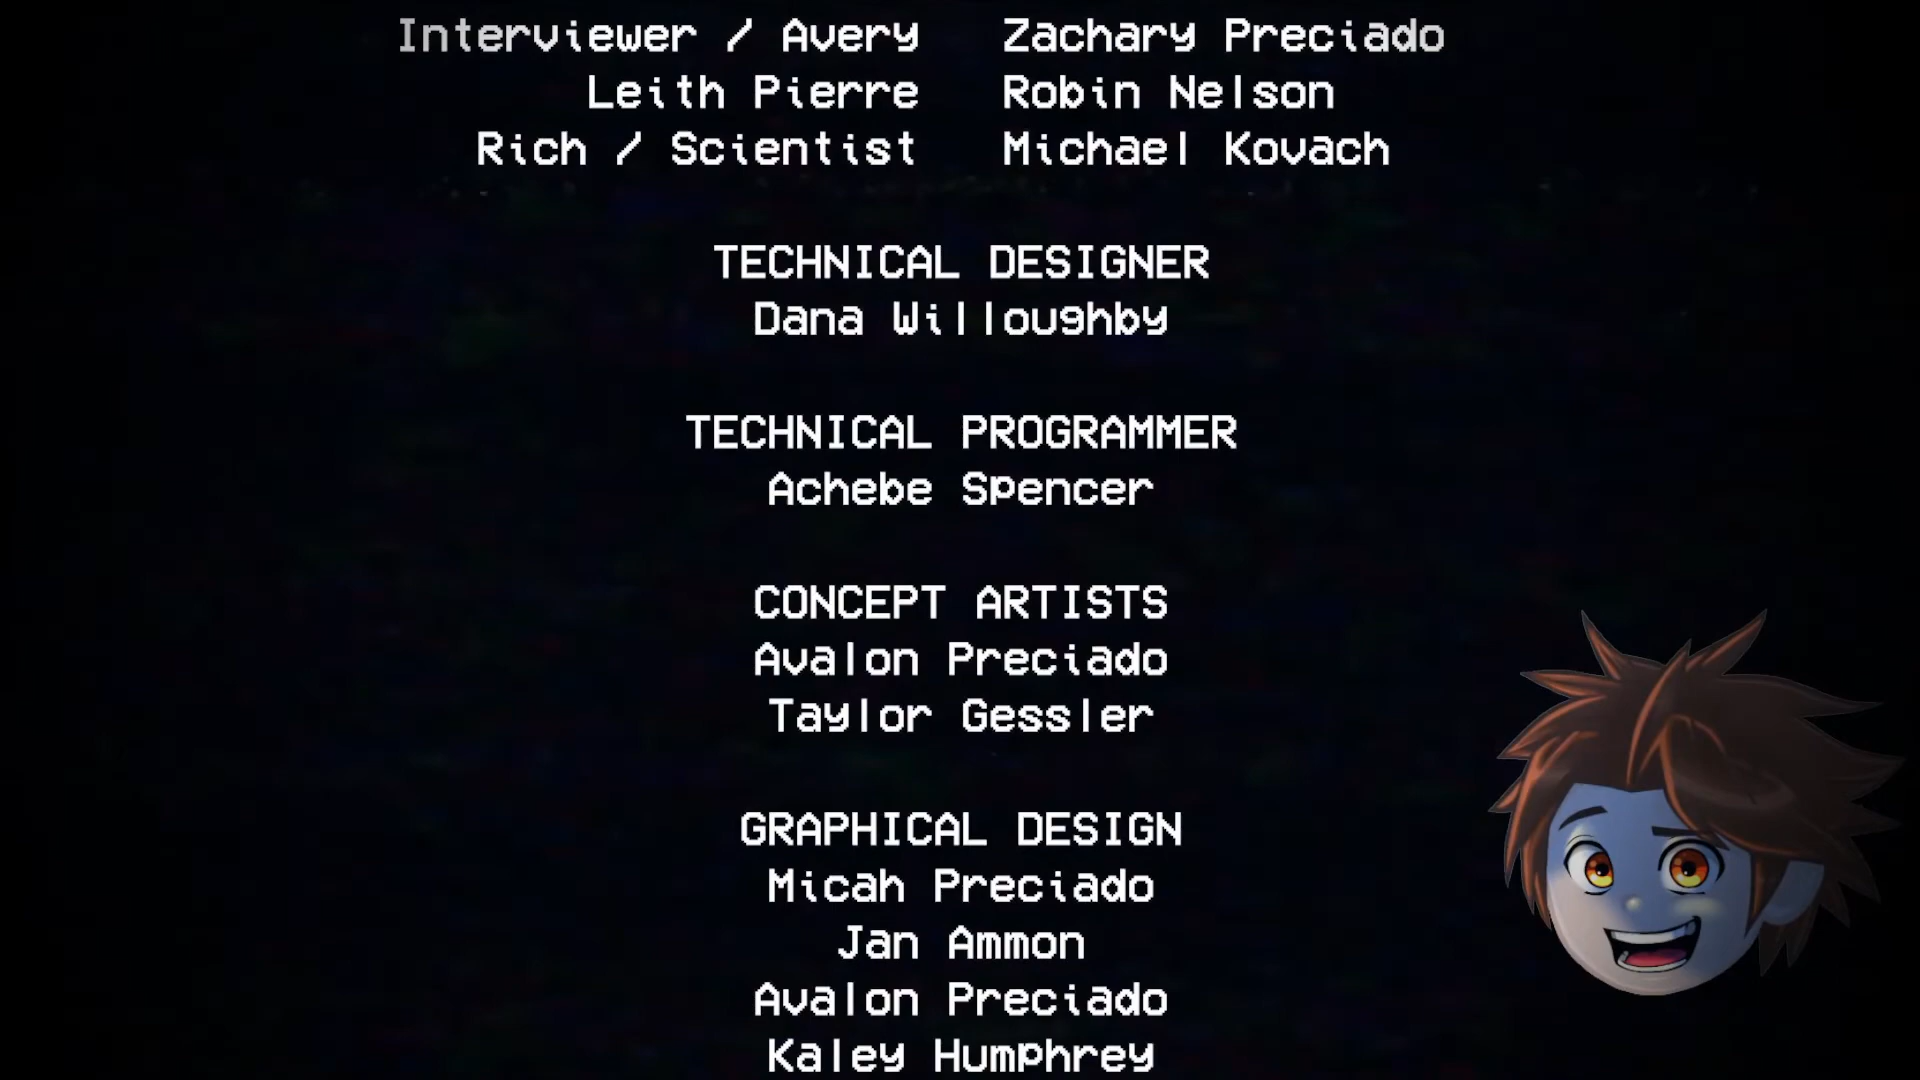 Interviewer / Avery Zachary Preciado
Leith Pierre Robin Nelson
Rich / Scientist Michael Kovach
TECHNICAL DESIGNER
Dana Willoughby
TECHNICAL PROGRAMMER
Achebe Spencer
CONCEPT ARTISTS
Avalon Preciado
Taylor Gessler
GRAPHICAL DESIGN
Micah Preciado
Jan Ammon
Avalon Preciado
Kaley Humphrey